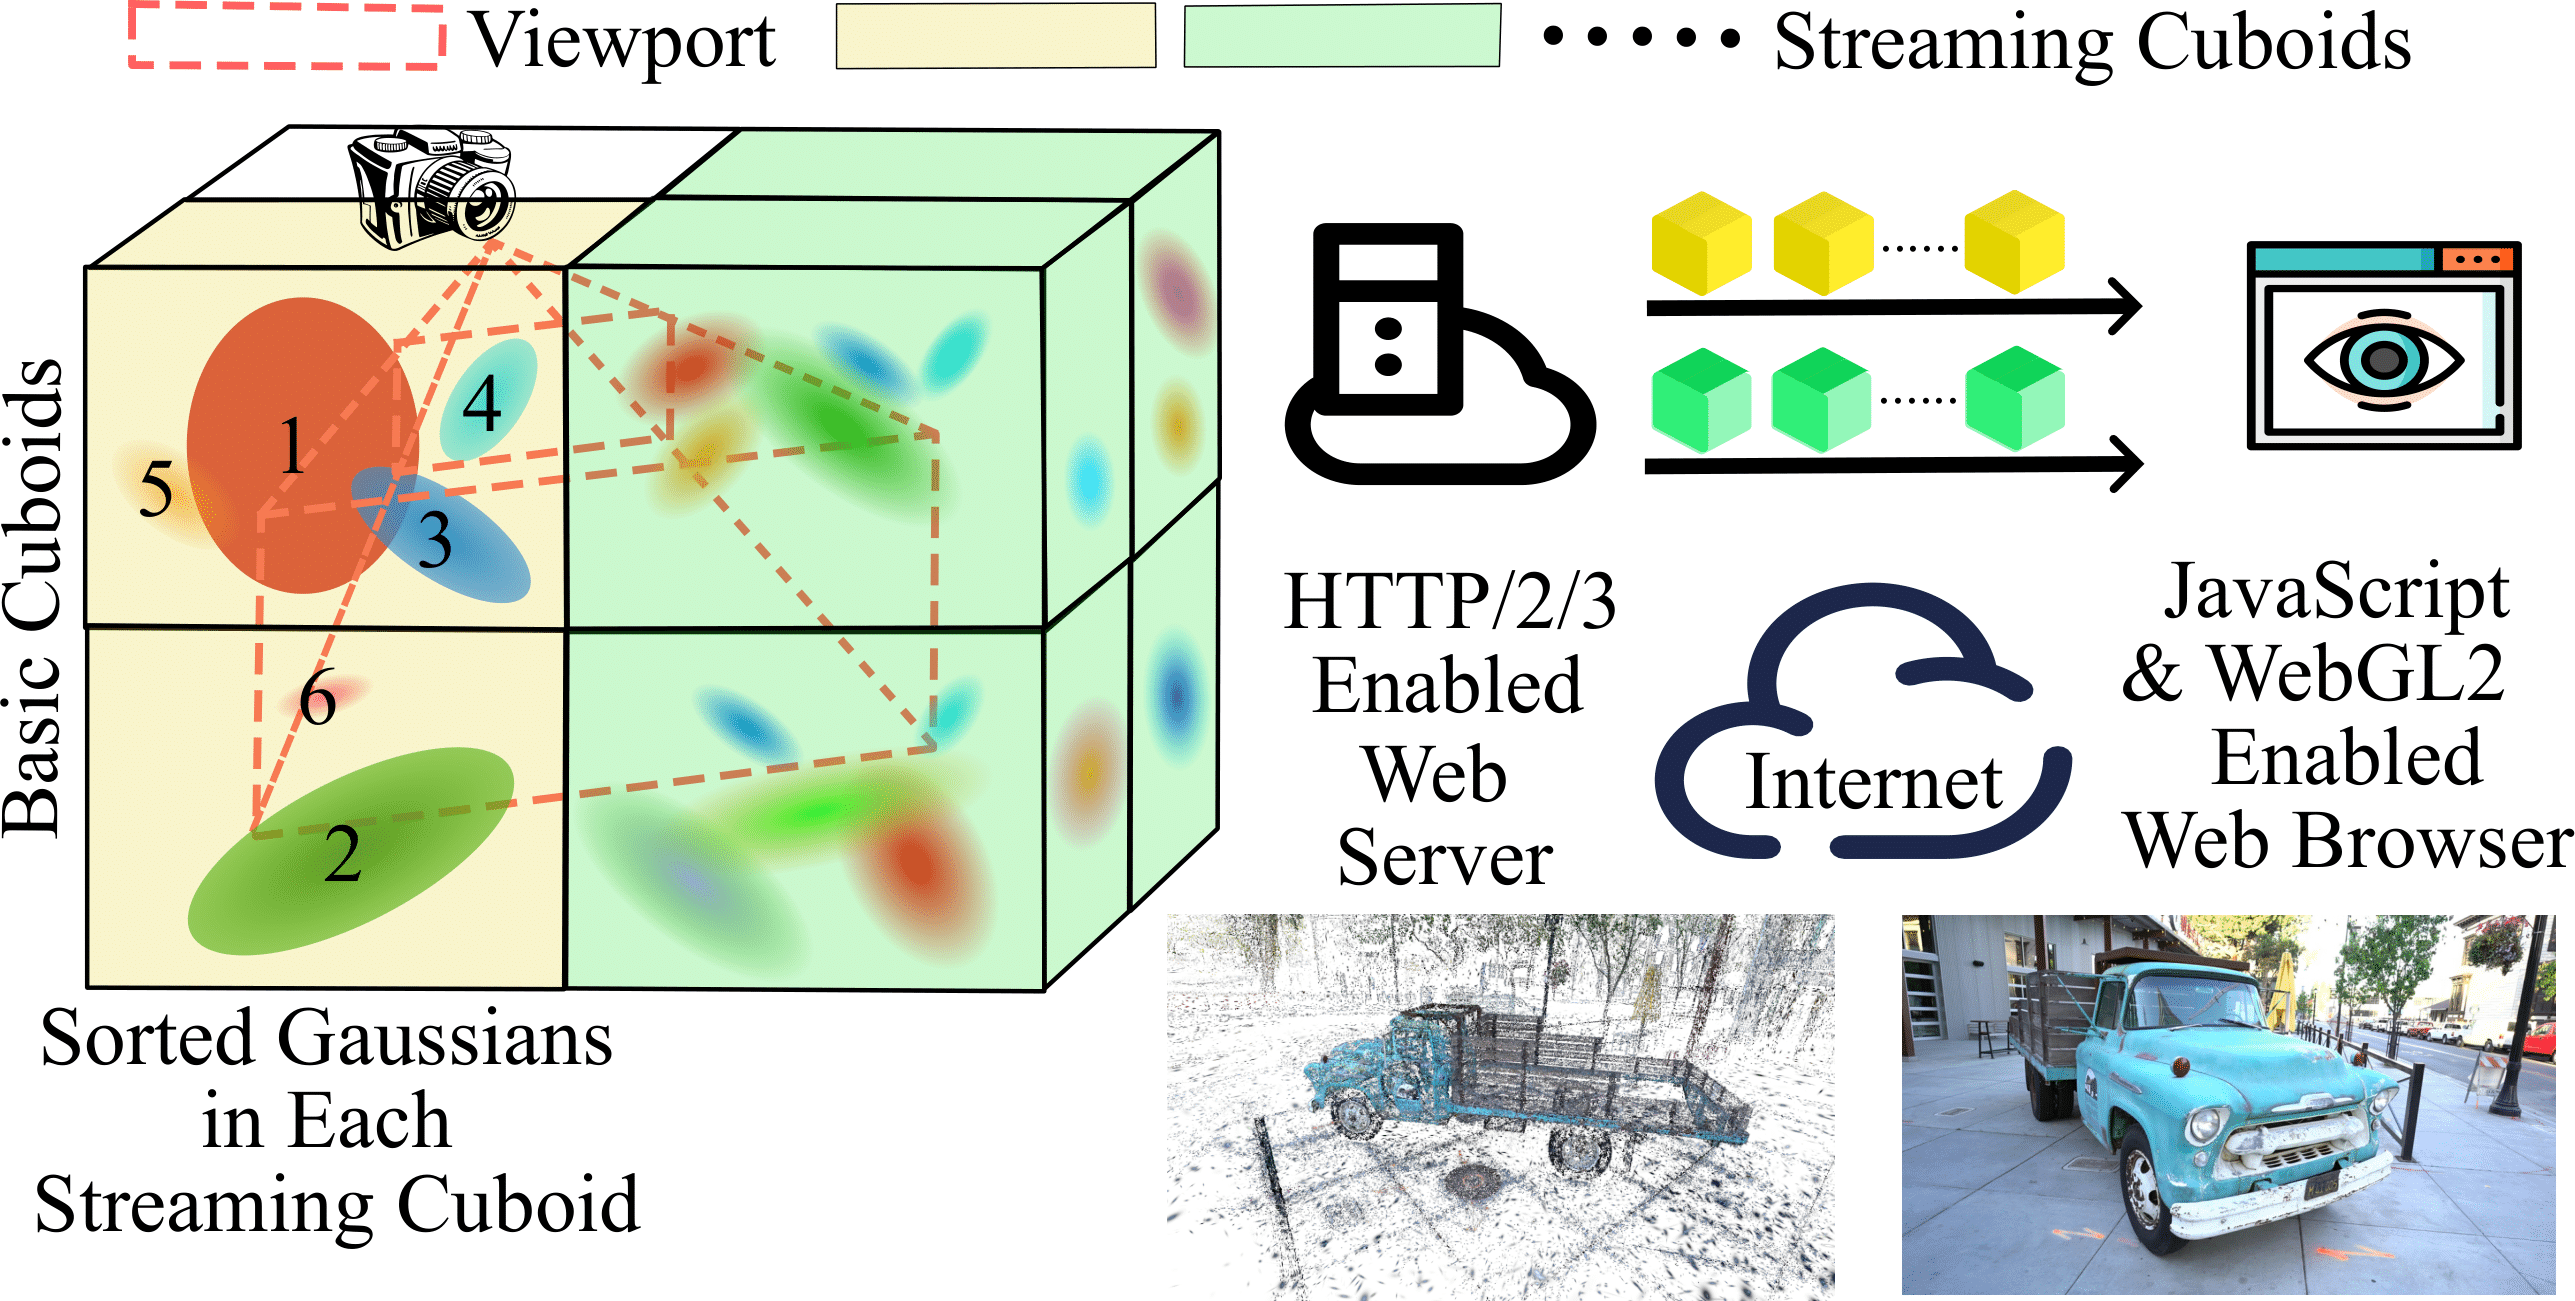 Viewport
Streaming Cuboids
Basic Cuboids
1
4
5
3
6
2
Sorted Gaussians
in Each
Streaming Cuboid
HTTP/2/3
Enabled
Web
Server
Internet
JavaScript
& WebGL2
Enabled
Web Browser